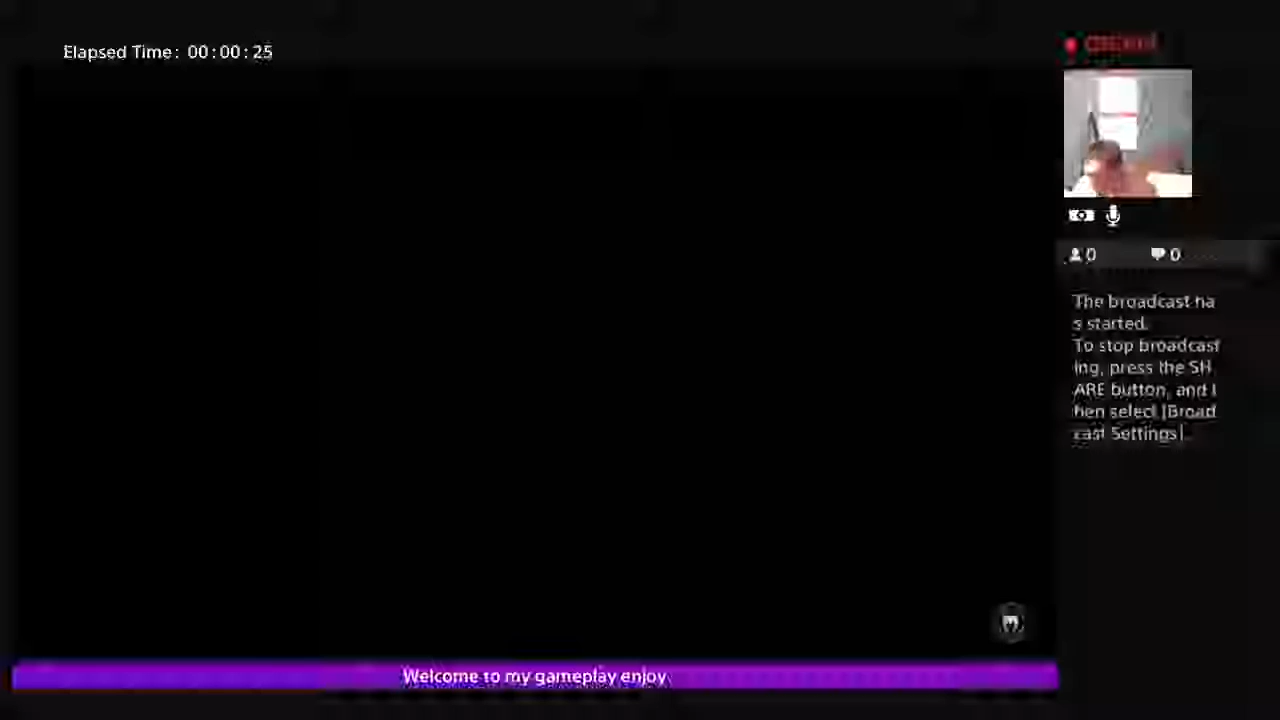 Elapsed Time: 00:00:25
0 0
The broadcast ha
s started.
To stop broadcast
ing, press the SH
ARE button, and t
hen select [Broad
cast Settings].
Welcome to my gameplay enjoy